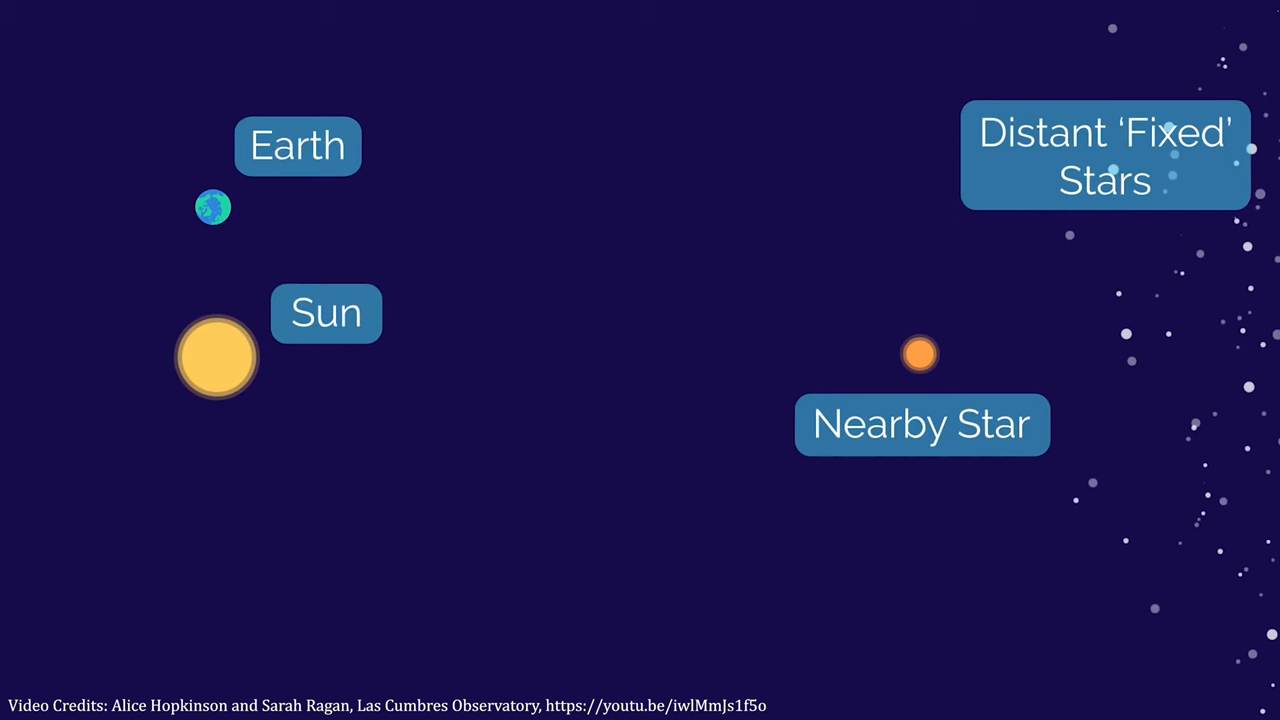 Earth
Distant ‘Fixed’
Stars
Sun
Nearby Star
Video Credits: Alice Hopkinson and Sarah Ragan, Las Cumbres Observatory, https://youtu.be/iwlMmJs1f5o